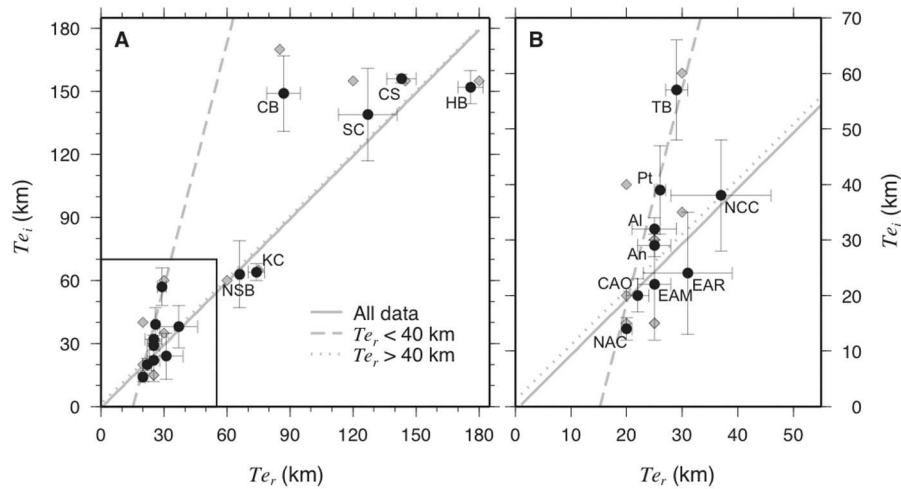 A
B
180
150
120
90
60
30
0
Te_i (km)
0 30 60 90 120 150 180
Te_r (km)
CB
CS
SC
HB
KC
NSB
All data
Te_r < 40 km
Te_r > 40 km
TB
Pt
NCC
Al
An
CAO
EAM
EAR
NAC
70
60
50
40
30
20
10
0
Te_i (km)
0 10 20 30 40 50
Te_r (km)